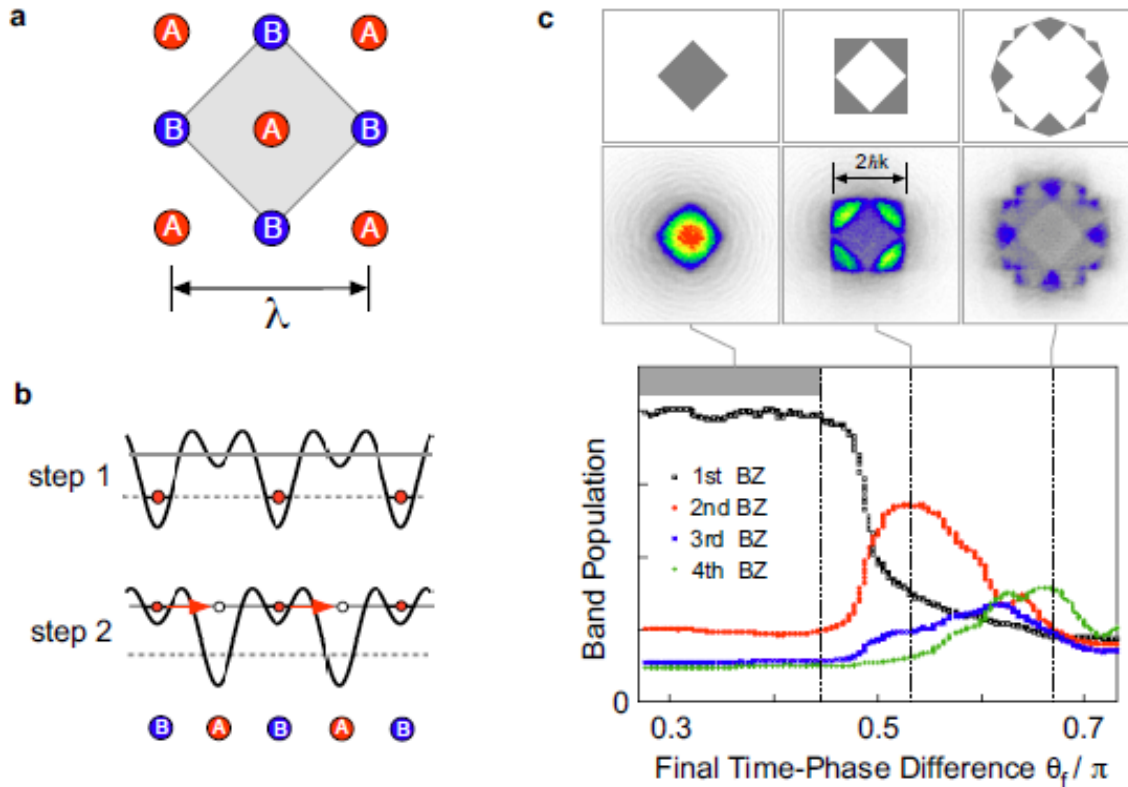 a
A B A
B A B
A B A
λ
b
step 1
step 2
B A B A B
c
2ħk
Band Population
1st BZ
2nd BZ
3rd BZ
4th BZ
0
0.3 0.5 0.7
Final Time-Phase Difference θf / π